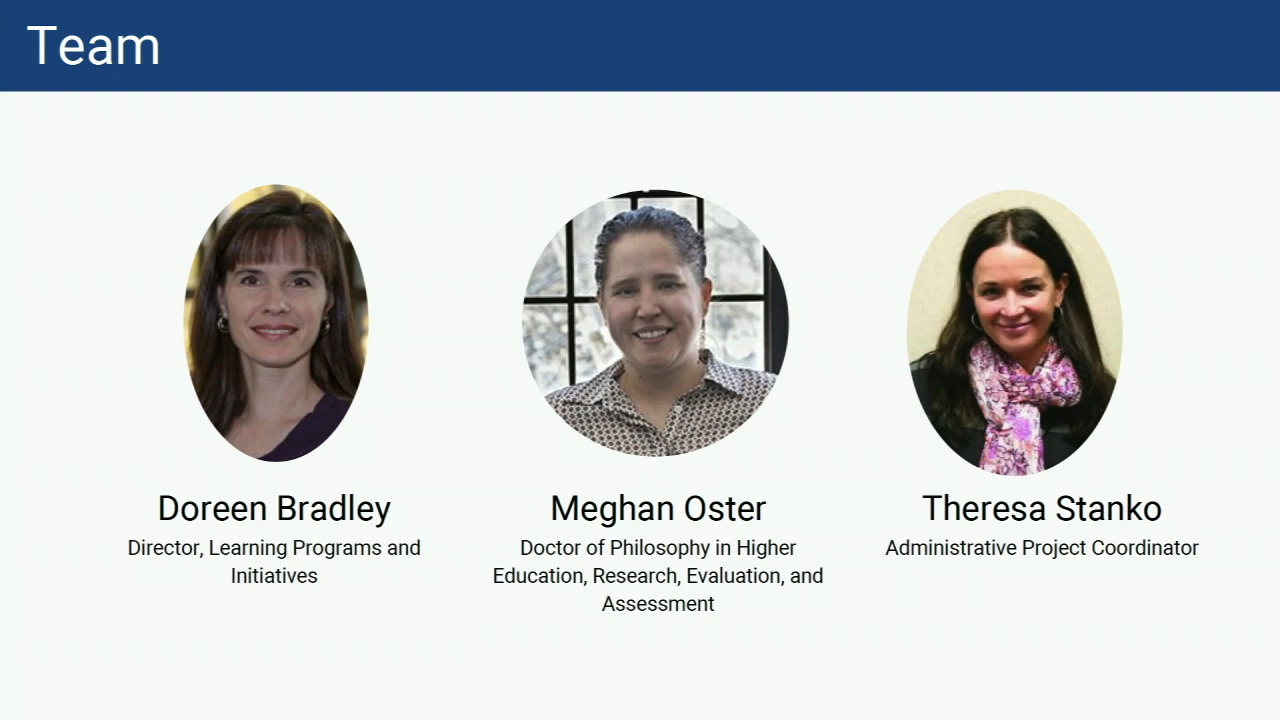 Team
Doreen Bradley
Director, Learning Programs and
Initiatives
Meghan Oster
Doctor of Philosophy in Higher
Education, Research, Evaluation, and
Assessment
Theresa Stanko
Administrative Project Coordinator